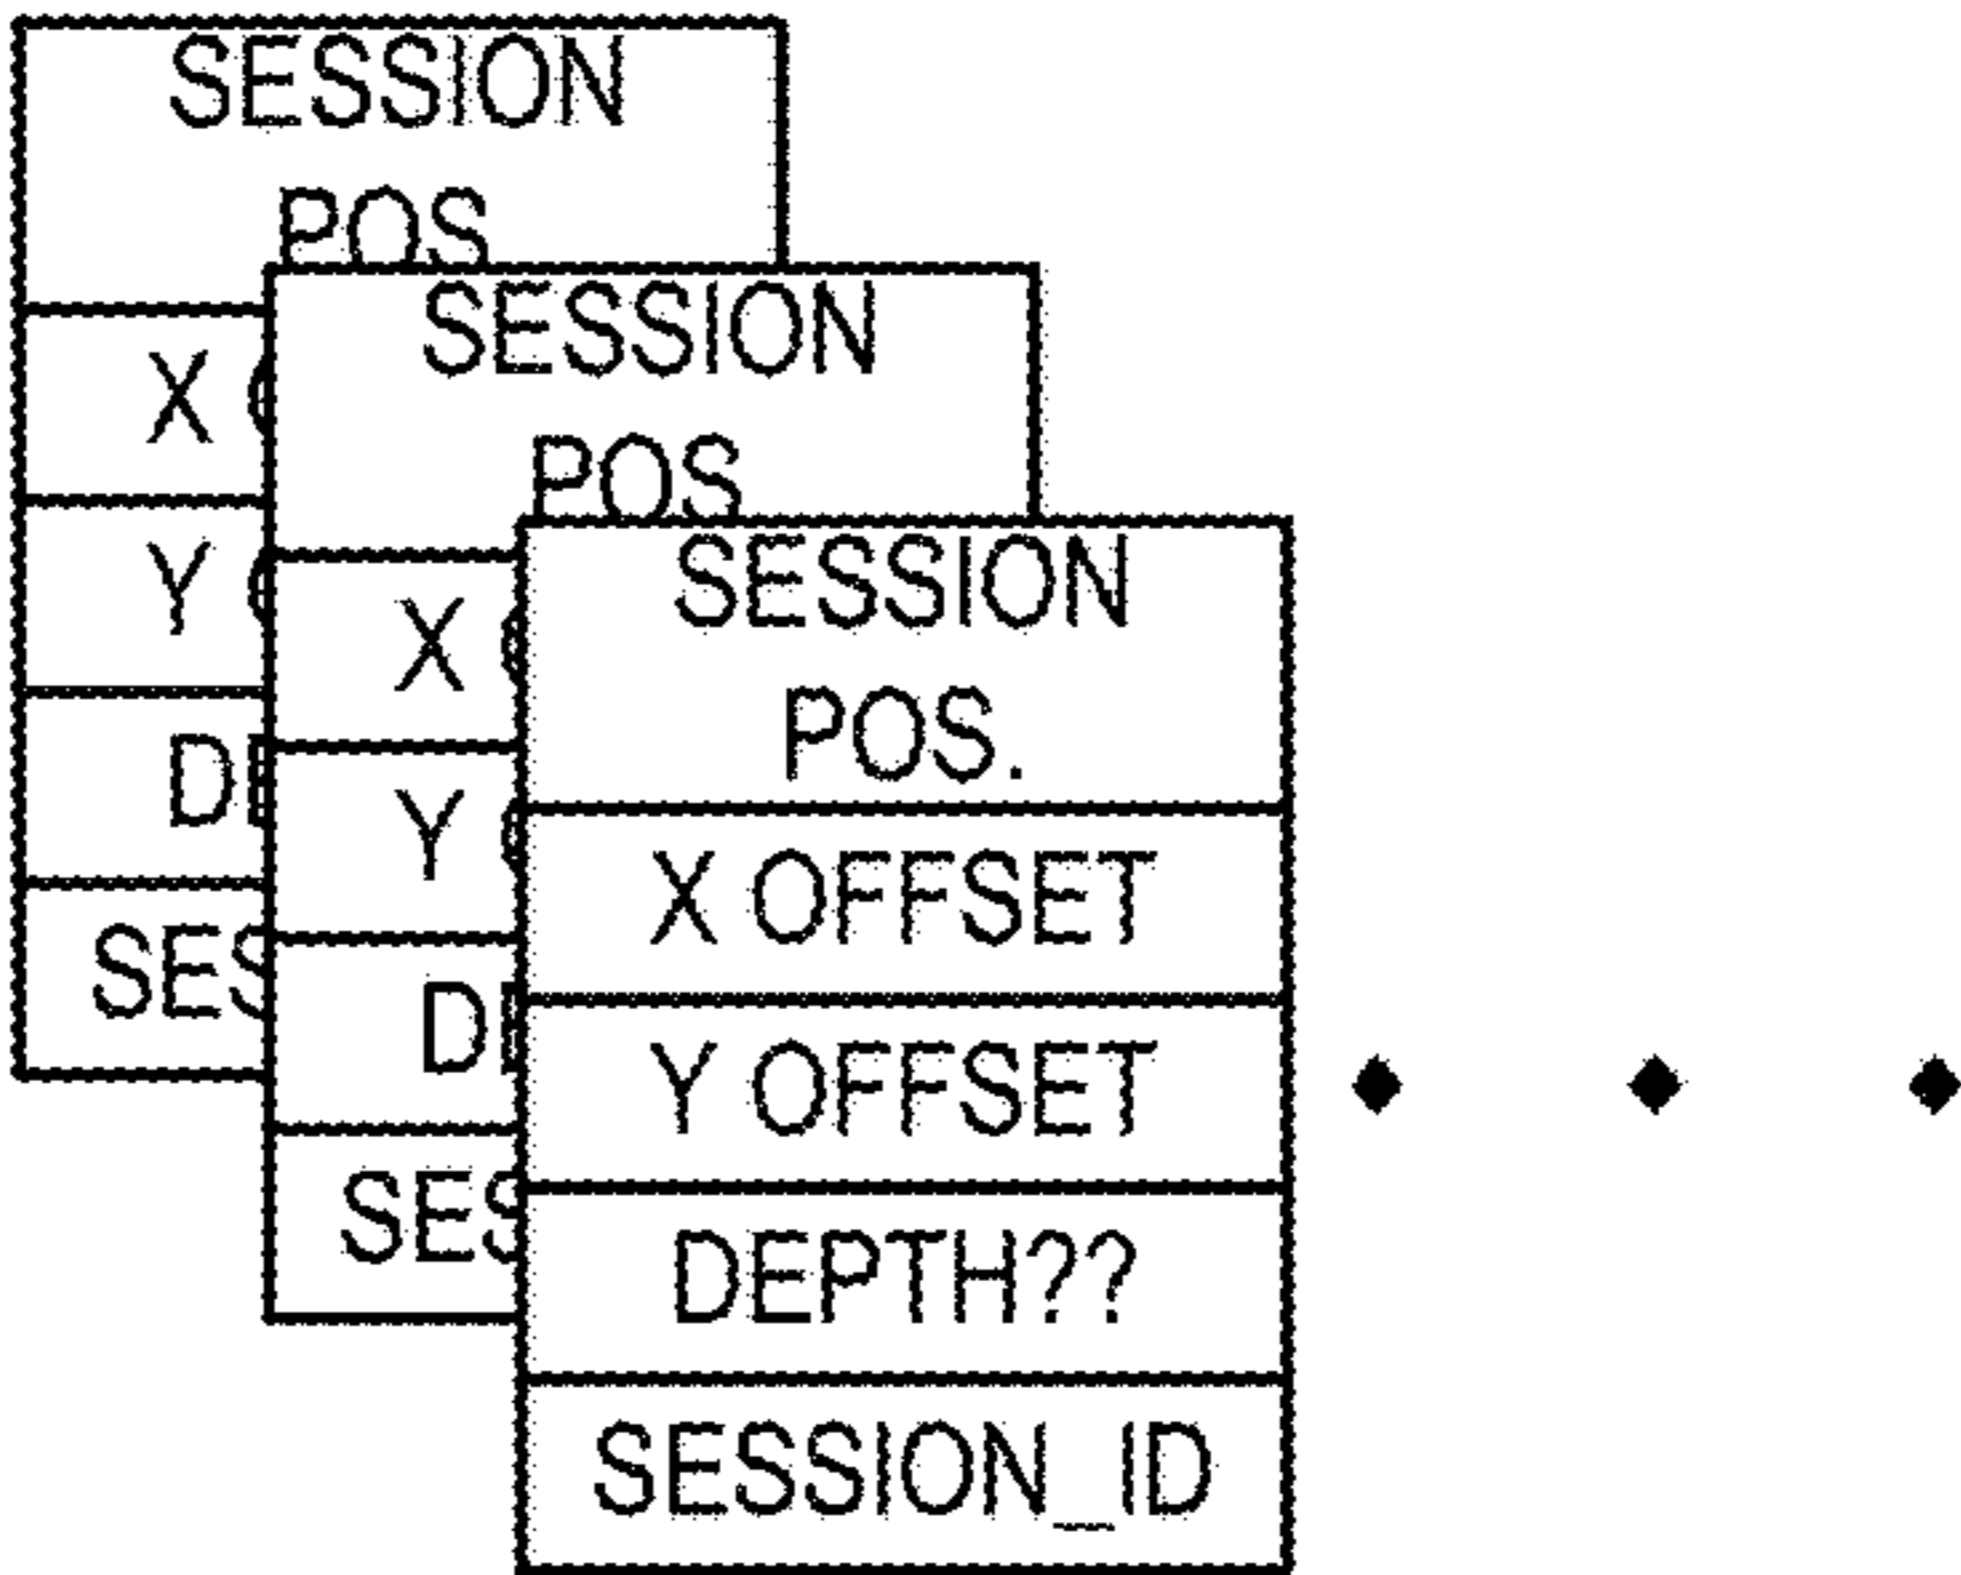 SESSION
POS
X
Y
SESSION
POS
X
Y
SESSION
POS.
X OFFSET
Y OFFSET
DEPTH??
SESSION_ID